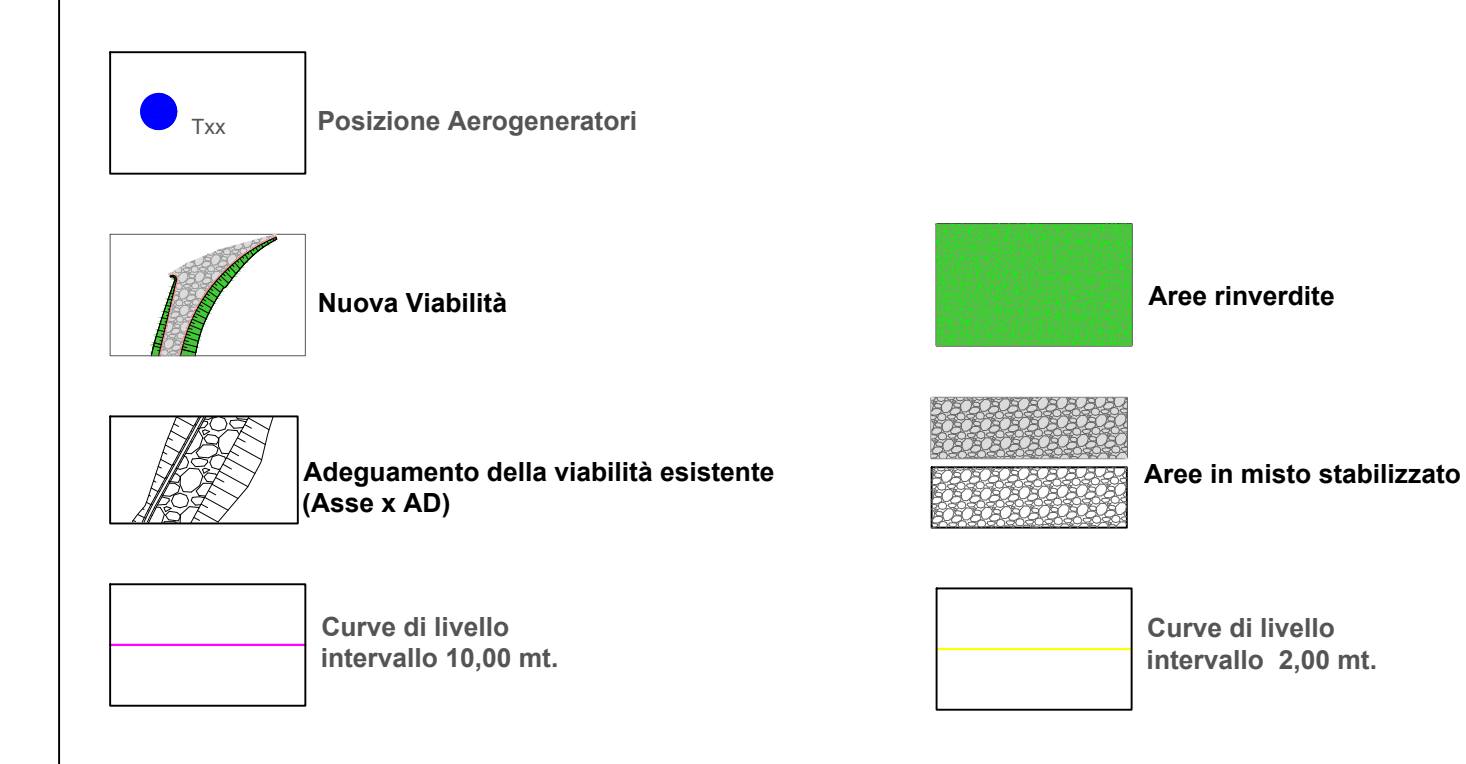 Txx
Posizione Aerogeneratori
Nuova Viabilità
Adeguamento della viabilità esistente
(Asse x AD)
Curve di livello
intervallo 10,00 mt.
Aree rinverdite
Aree in misto stabilizzato
Curve di livello
intervallo 2,00 mt.